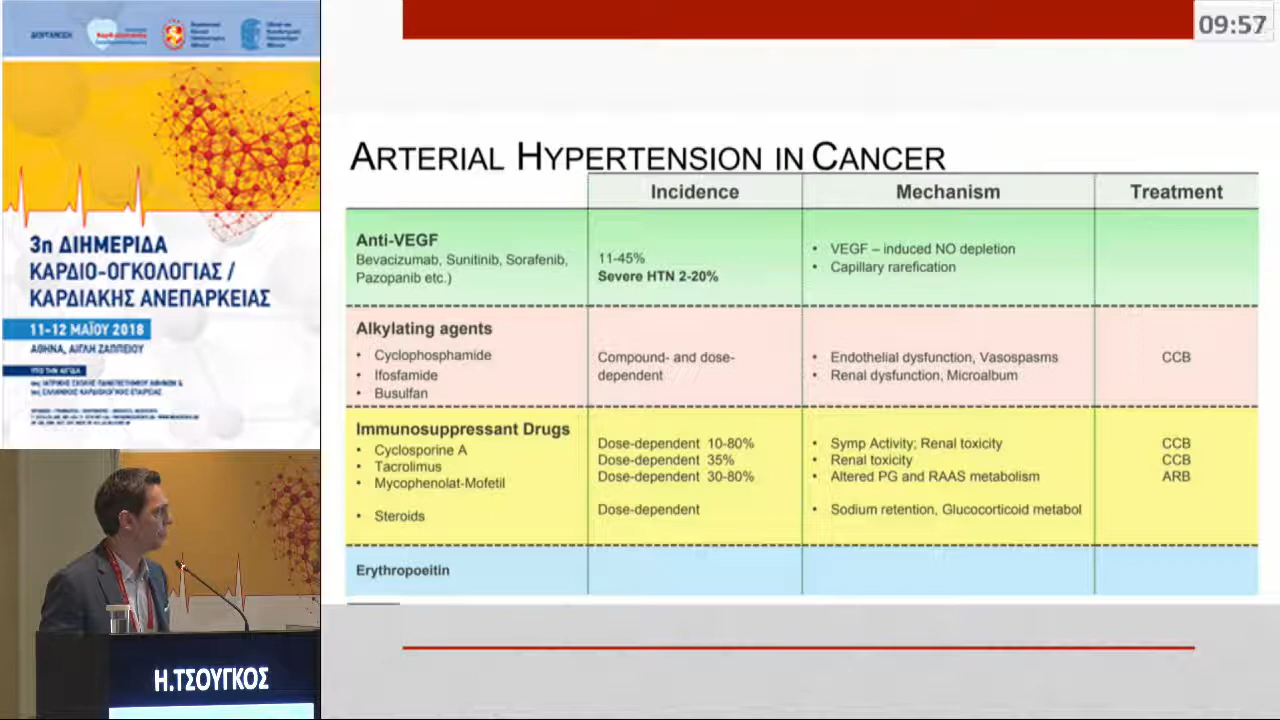 ΔΙΟΡΓΑΝΩΣΗ
3η ΔΙΗΜΕΡΙΔΑ
ΚΑΡΔΙΟ-ΟΓΚΟΛΟΓΙΑΣ /
ΚΑΡΔΙΑΚΗΣ ΑΝΕΠΑΡΚΕΙΑΣ
11-12 ΜΑΪΟΥ 2018
ΑΘΗΝΑ, ΑΙΓΛΗ ΖΑΠΠΕΙΟΥ
ΥΠΟ ΤΗΝ ΑΙΓΙΔΑ
Η.ΤΣΟΥΓΚΟΣ
09:57
ARTERIAL HYPERTENSION IN CANCER
Incidence Mechanism Treatment
Anti-VEGF
Bevacizumab, Sunitinib, Sorafenib,
Pazopanib etc.)
11-45%
Severe HTN 2-20%
• VEGF – induced NO depletion
• Capillary rarefication
Alkylating agents
• Cyclophosphamide
• Ifosfamide
• Busulfan
Compound- and dose-
dependent
• Endothelial dysfunction, Vasospasms
• Renal dysfunction, Microalbum
CCB
Immunosuppressant Drugs
• Cyclosporine A
• Tacrolimus
• Mycophenolat-Mofetil
• Steroids
Dose-dependent 10-80%
Dose-dependent 35%
Dose-dependent 30-80%
Dose-dependent
• Symp Activity; Renal toxicity
• Renal toxicity
• Altered PG and RAAS metabolism
• Sodium retention, Glucocorticoid metabol
CCB
CCB
ARB
Erythropoeitin